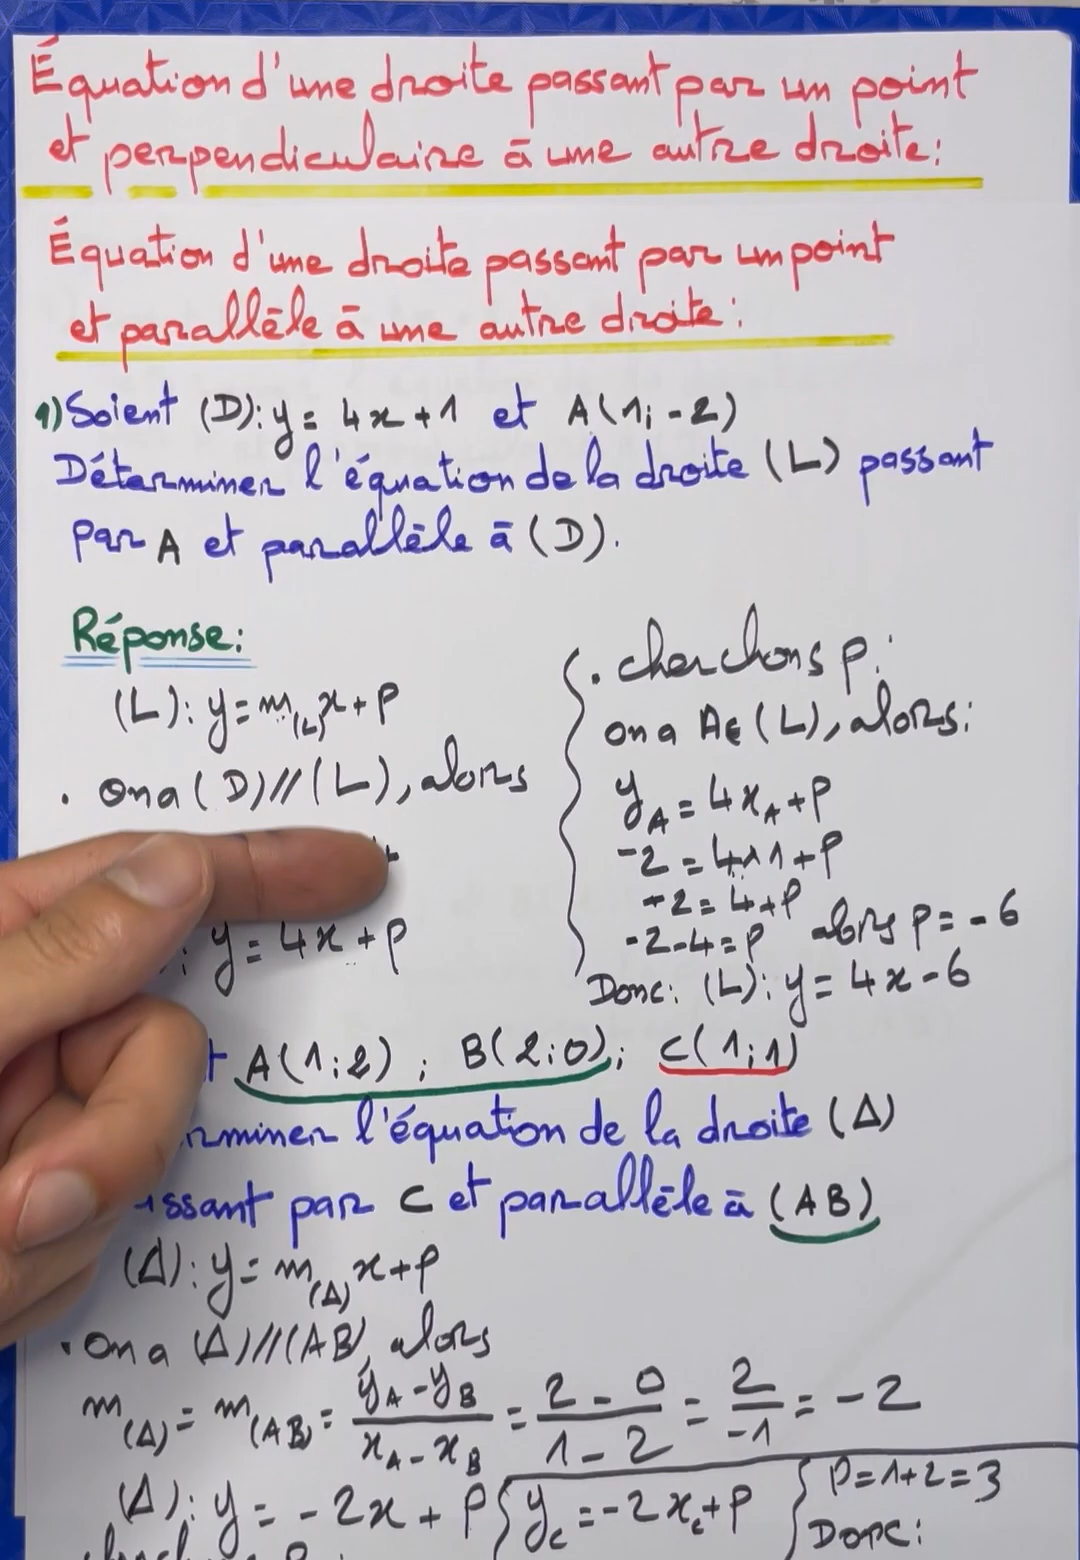 Équation d'une droite passant par un point
et perpendiculaire à une autre droite:
Équation d'une droite passant par un point
et parallèle à une autre droite:
1) Soient (D): y = 4x + 1 et A(1; -2)
Déterminer l'équation de la droite (L) passant
par A et parallèle à (D).
Réponse:
(L): y = m(L) x + p
. On a (D) // (L), alors
: y = 4x + p
. cherchons p:
on a A ∈ (L), alors:
yA = 4xA + p
-2 = 4×1 + p
-2 = 4 + p
-2-4 = p alors p = -6
Donc: (L): y = 4x - 6
A(1;2) ; B(2;0) ; C(1;1)
rminer l'équation de la droite (Δ)
ssant par C et parallèle à (AB)
(Δ): y = m(Δ) x + p
. On a (Δ) // (AB), alors
m(Δ) = m(AB) = (yA - yB)/(xA - xB) = (2 - 0)/(1 - 2) = 2/-1 = -2
(Δ): y = -2x + p
yC = -2xC + p
p = 1+2 = 3
Donc: